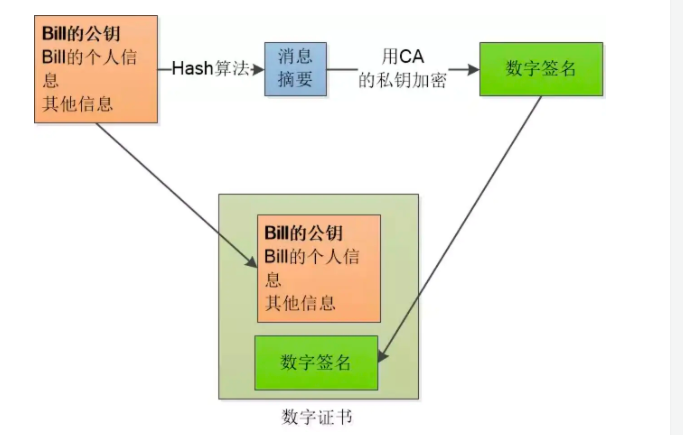 Bill的公钥
Bill的个人信
息
其他信息
Hash算法
消息
摘要
用CA
的私钥加密
数字签名
Bill的公钥
Bill的个人信
息
其他信息
数字签名
数字证书